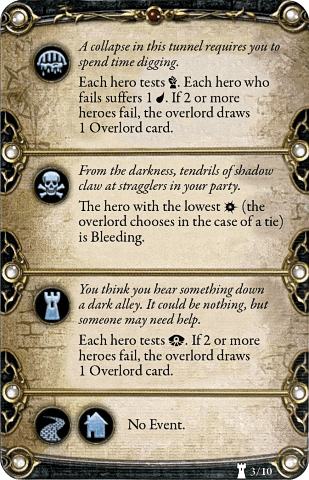 A collapse in this tunnel requires you to
spend time digging.
Each hero tests . Each hero who
fails suffers 1 . If 2 or more
heroes fail, the overlord draws
1 Overlord card.
From the darkness, tendrils of shadow
claw at stragglers in your party.
The hero with the lowest (the
overlord chooses in the case of a tie)
is Bleeding.
You think you hear something down
a dark alley. It could be nothing, but
someone may need help.
Each hero tests . If 2 or more
heroes fail, the overlord draws
1 Overlord card.
No Event.
3/10